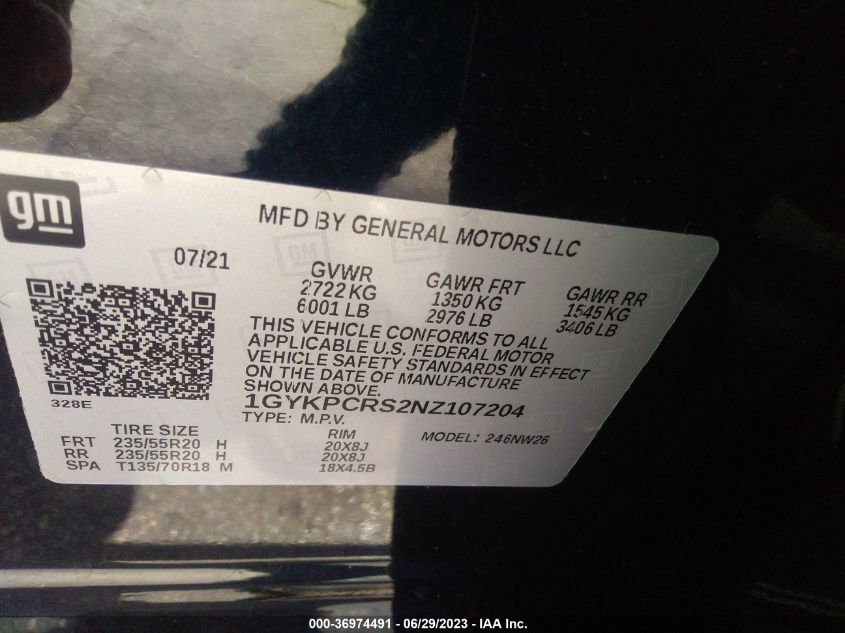 gm
MFD BY GENERAL MOTORS LLC
07/21
GVWR
2722 KG
6001 LB
GAWR FRT
1350 KG
2976 LB
GAWR RR
1545 KG
3406 LB
THIS VEHICLE CONFORMS TO ALL
APPLICABLE U.S. FEDERAL MOTOR
VEHICLE SAFETY STANDARDS IN EFFECT
ON THE DATE OF MANUFACTURE
SHOWN ABOVE.
328E
1GYKPCRS2NZ107204
TYPE: M.P.V.
MODEL: 246NW26
TIRE SIZE RIM
FRT 235/55R20 H 20X8J
RR 235/55R20 H 20X8J
SPA T135/70R18 M 18X4.5B
000-36974491 - 06/29/2023 - IAA Inc.